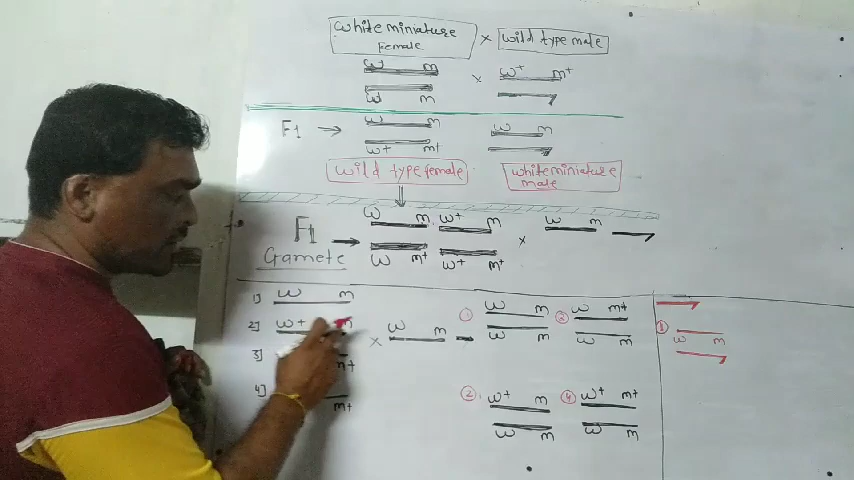 white miniature Female × wild type male
w m × w+ m+
w m
F1 → w m w m
w+ m+
wild type female white miniature male
F1 → w m w+ m × w m
Gamete w m+ w+ m+
1] w m
2] w+ m × w m
3] m+
4] m+
① w m ② w m+
w m w m
② w+ m ④ w+ m+
w m w m
① w m